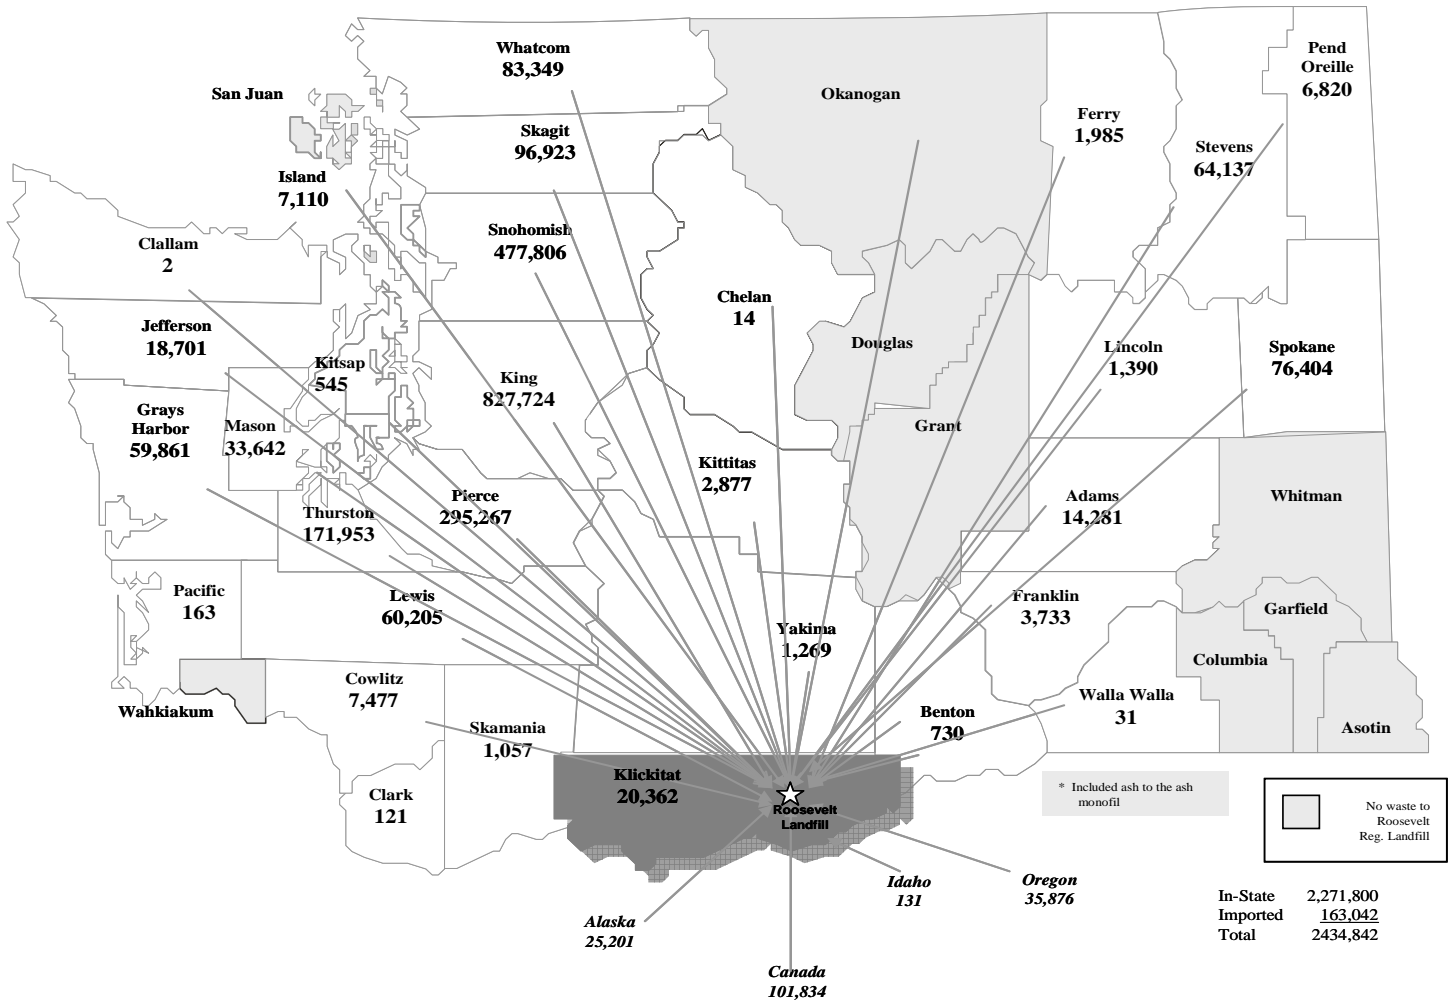 Whatcom
83,349
San Juan
Okanogan
Pend
Oreille
6,820
Ferry
1,985
Skagit
96,923
Stevens
64,137
Island
7,110
Snohomish
477,806
Clallam
2
Chelan
14
Jefferson
18,701
Douglas
Lincoln
1,390
Spokane
76,404
Kitsap
545
King
827,724
Grays
Harbor
59,861
Mason
33,642
Grant
Kittitas
2,877
Pierce
295,267
Thurston
171,953
Adams
14,281
Whitman
Pacific
163
Lewis
60,205
Yakima
1,269
Franklin
3,733
Garfield
Columbia
Cowlitz
7,477
Wahkiakum
Skamania
1,057
Benton
730
Walla Walla
31
Asotin
Klickitat
20,362
Clark
121
Roosevelt
Landfill
* Included ash to the ash
monofil
No waste to
Roosevelt
Reg. Landfill
Idaho
131
Oregon
35,876
Alaska
25,201
Canada
101,834
In-State 2,271,800
Imported 163,042
Total 2434,842